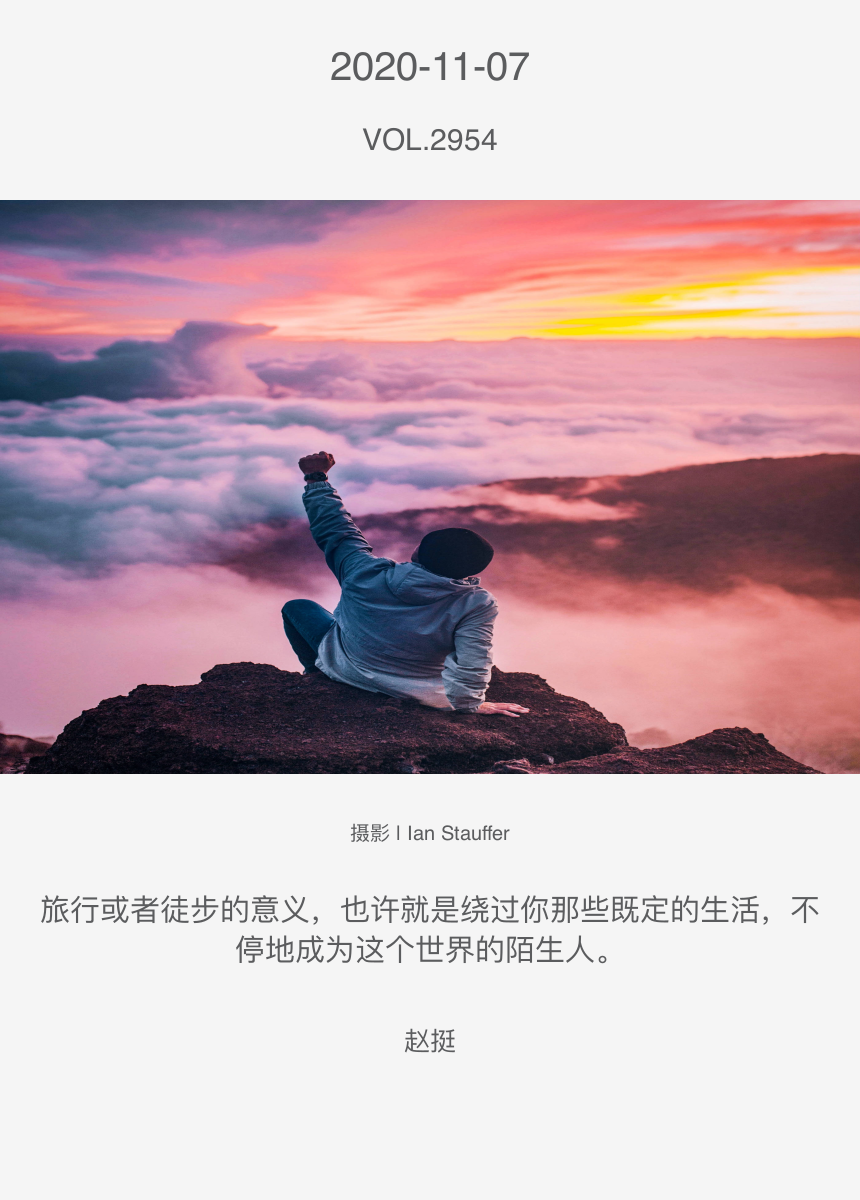 2020-11-07
VOL.2954
摄影 | Ian Stauffer
旅行或者徒步的意义，也许就是绕过你那些既定的生活，不
停地成为这个世界的陌生人。
赵挺